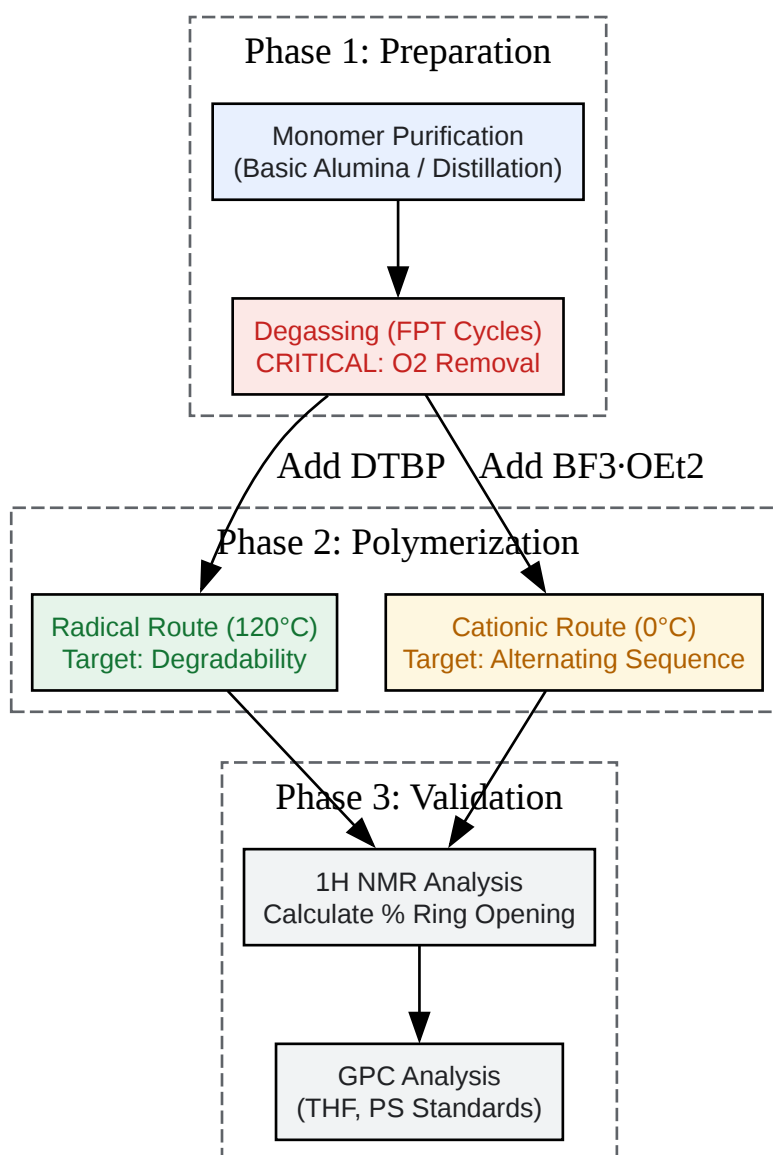 Phase 1: Preparation
Monomer Purification
(Basic Alumina / Distillation)
Degassing (FPT Cycles)
CRITICAL: O2 Removal
Add DTBP
Add BF3·OEt2
Phase 2: Polymerization
Radical Route (120°C)
Target: Degradability
Cationic Route (0°C)
Target: Alternating Sequence
Phase 3: Validation
1H NMR Analysis
Calculate % Ring Opening
GPC Analysis
(THF, PS Standards)